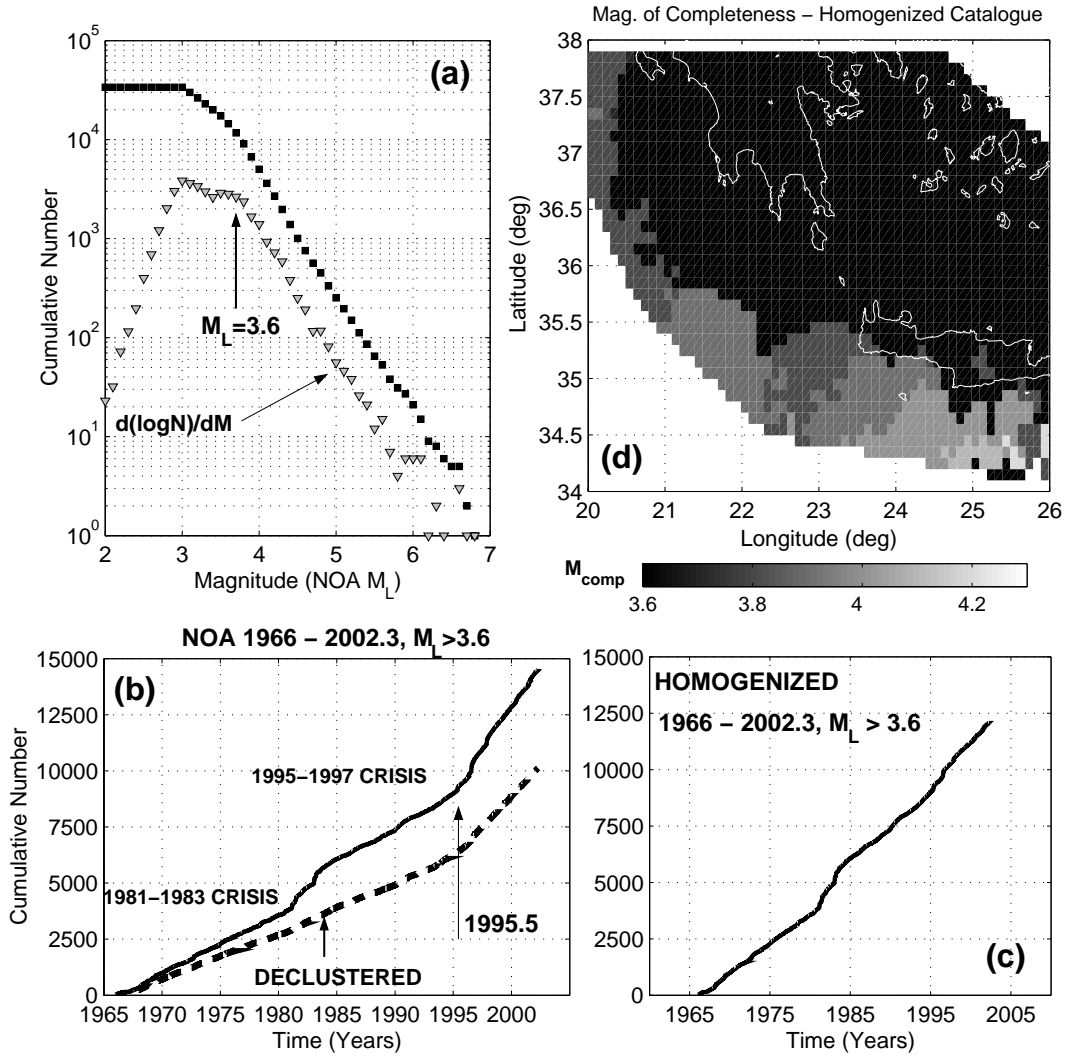 (a)
10^5
10^4
10^3
10^2
10^1
10^0
Cumulative Number
M_L=3.6
d(logN)/dM
2 3 4 5 6 7
Magnitude (NOA M_L)
Mag. of Completeness – Homogenized Catalogue
38
37.5
37
36.5
36
35.5
35
34.5
34
Latitude (deg)
(d)
20 21 22 23 24 25 26
Longitude (deg)
M_comp
3.6 3.8 4 4.2
NOA 1966 – 2002.3, M_L>3.6
(b)
15000
12500
10000
7500
5000
2500
0
Cumulative Number
1995–1997 CRISIS
1981–1983 CRISIS
1995.5
DECLUSTERED
1965 1970 1975 1980 1985 1990 1995 2000
Time (Years)
HOMOGENIZED
1966 – 2002.3, M_L > 3.6
15000
12500
10000
7500
5000
2500
0
(c)
1965 1975 1985 1995 2005
Time (Years)